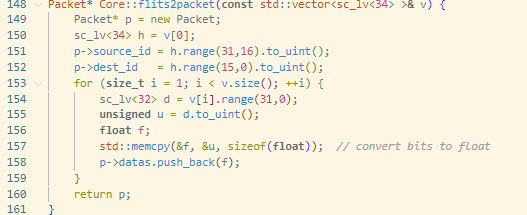 148 Packet* Core::flits2packet(const std::vector<sc_lv<34> >& v) {
149     Packet* p = new Packet;
150     sc_lv<34> h = v[0];
151     p->source_id = h.range(31,16).to_uint();
152     p->dest_id   = h.range(15,0).to_uint();
153     for (size_t i = 1; i < v.size(); ++i) {
154         sc_lv<32> d = v[i].range(31,0);
155         unsigned u = d.to_uint();
156         float f;
157         std::memcpy(&f, &u, sizeof(float));  // convert bits to float
158         p->datas.push_back(f);
159     }
160     return p;
161 }